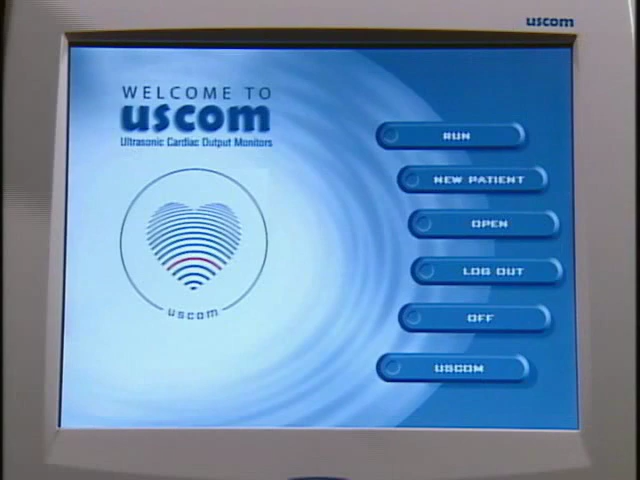 uscom
WELCOME TO
uscom
Ultrasonic Cardiac Output Monitors
uscom
RUN
NEW PATIENT
OPEN
LOG OUT
OFF
USCOM